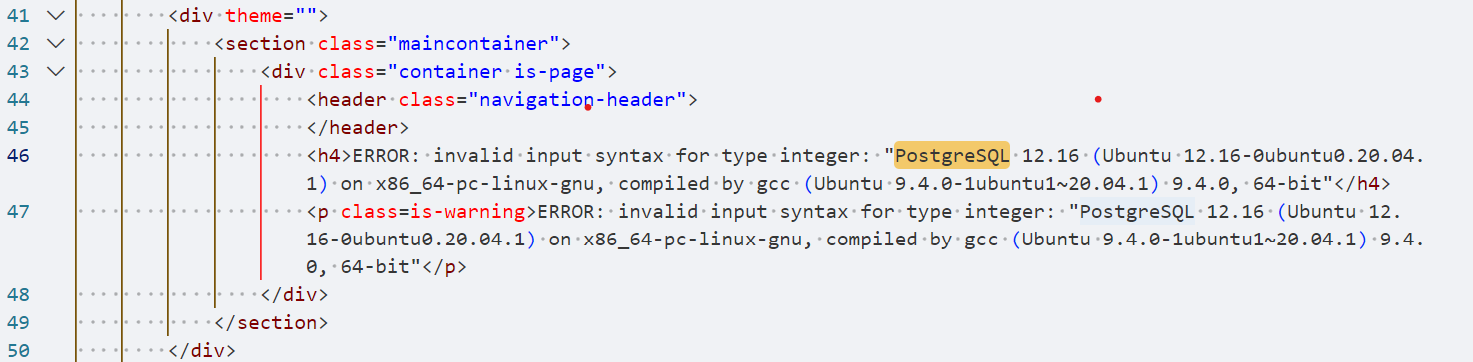 41 <div theme="">
42 <section class="maincontainer">
43 <div class="container is-page">
44 <header class="navigation-header">
45 </header>
46 <h4>ERROR: invalid input syntax for type integer: "PostgreSQL 12.16 (Ubuntu 12.16-0ubuntu0.20.04.
1) on x86_64-pc-linux-gnu, compiled by gcc (Ubuntu 9.4.0-1ubuntu1~20.04.1) 9.4.0, 64-bit"</h4>
47 <p class=is-warning>ERROR: invalid input syntax for type integer: "PostgreSQL 12.16 (Ubuntu 12.
16-0ubuntu0.20.04.1) on x86_64-pc-linux-gnu, compiled by gcc (Ubuntu 9.4.0-1ubuntu1~20.04.1) 9.4.
0, 64-bit"</p>
48 </div>
49 </section>
50 </div>